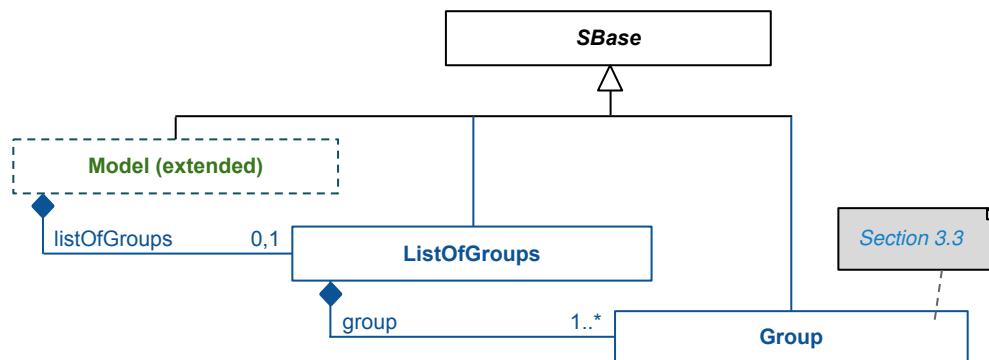 SBase
Model (extended)
listOfGroups 0,1
ListOfGroups
Section 3.3
group 1..*
Group